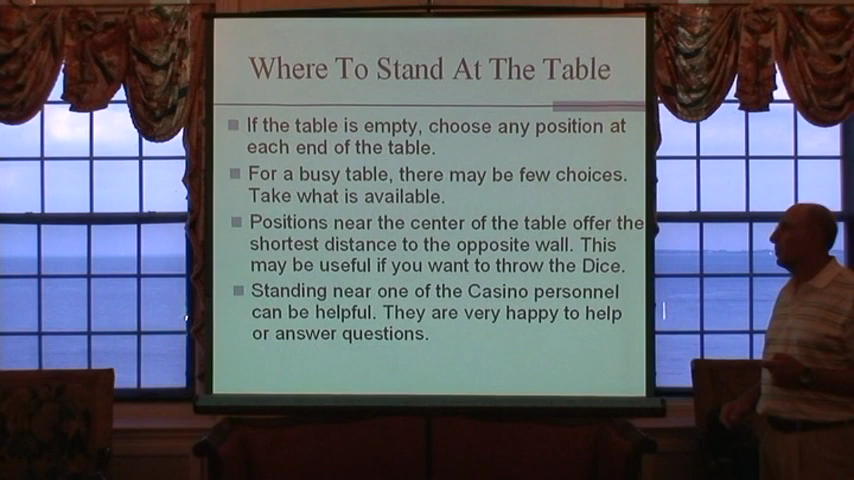 Where To Stand At The Table
If the table is empty, choose any position at
each end of the table.
For a busy table, there may be few choices.
Take what is available.
Positions near the center of the table offer the
shortest distance to the opposite wall. This
may be useful if you want to throw the Dice.
Standing near one of the Casino personnel
can be helpful. They are very happy to help
or answer questions.